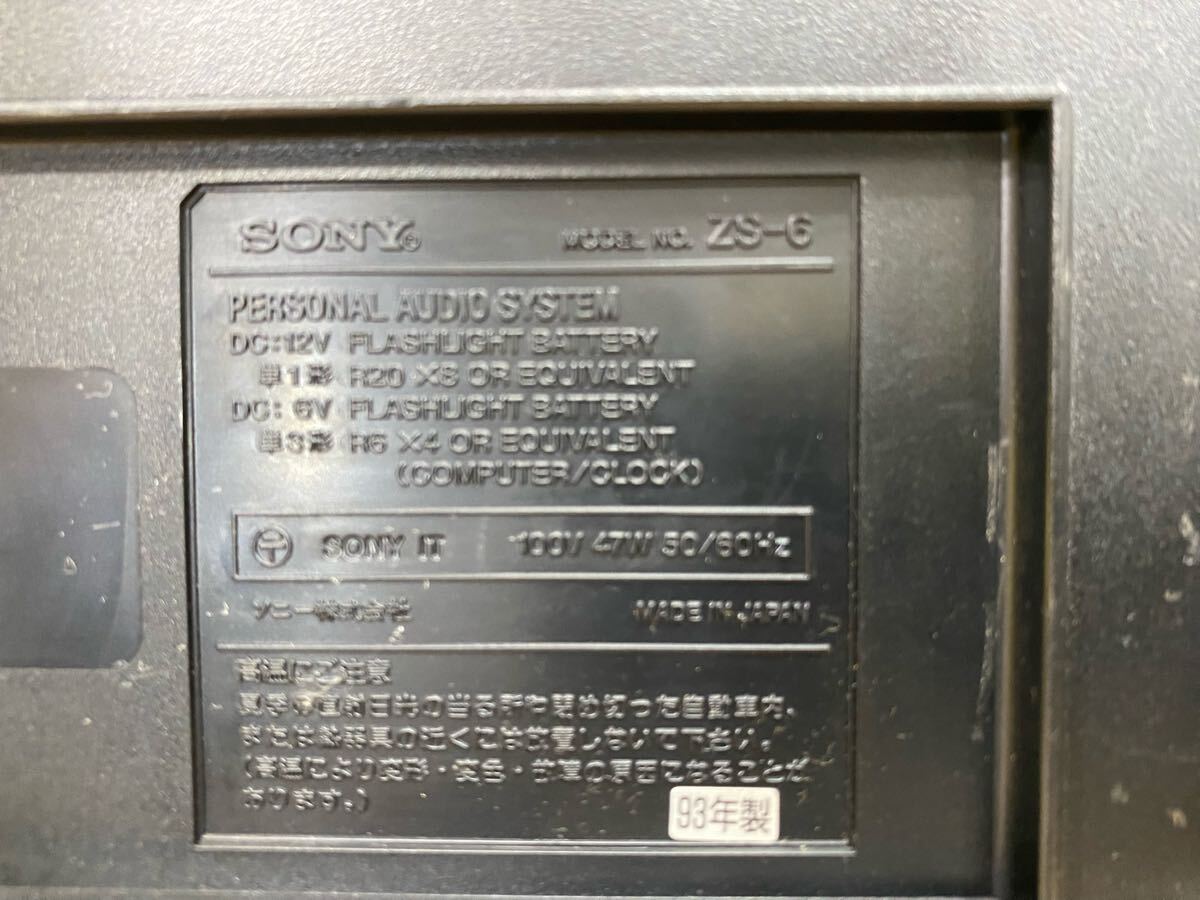 SONY® MODEL NO. ZS-6
PERSONAL AUDIO SYSTEM
DC:12V FLASHLIGHT BATTERY
単1形 R20 ×8 OR EQUIVALENT
DC: 6V FLASHLIGHT BATTERY
単3形 R6 ×4 OR EQUIVALENT
(COMPUTER/CLOCK)
〒 SONY IT 100V 47W 50/60Hz
ソニー株式会社 MADE IN JAPAN
高温にご注意
夏季の直射日光の当る所や閉め切った自動車内、
または熱器具の近くには放置しないで下さい。
(高温により変形・変色・故障の原因になることが
あります。)
93年製